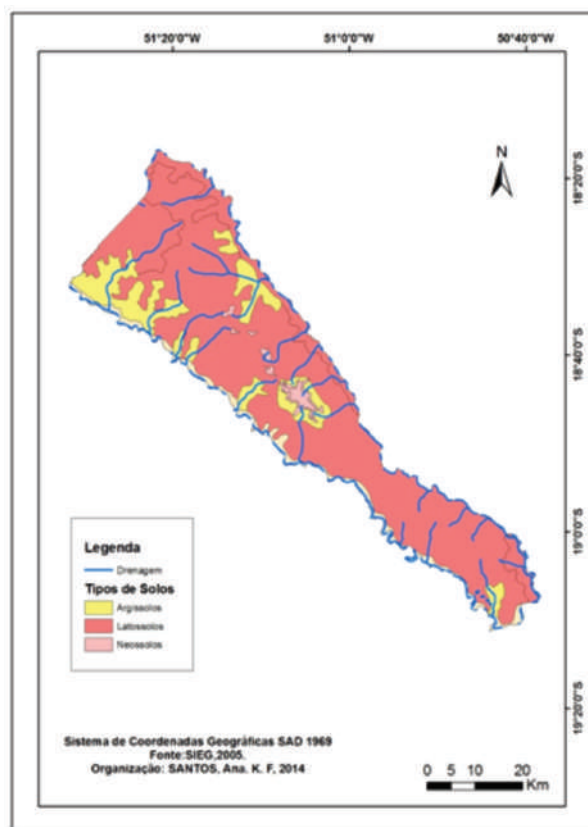 51°20'0"W
51°0'0"W
50°40'0"W
N
18°20'0"S
18°40'0"S
19°0'0"S
19°20'0"S
Legenda
Drenagem
Tipos de Solos
Argissolos
Latossolos
Neossolos
Sistema de Coordenadas Geográficas SAD 1969
Fonte:SIEG,2005.
Organização: SANTOS, Ana. K. F, 2014
0 5 10 20
Km